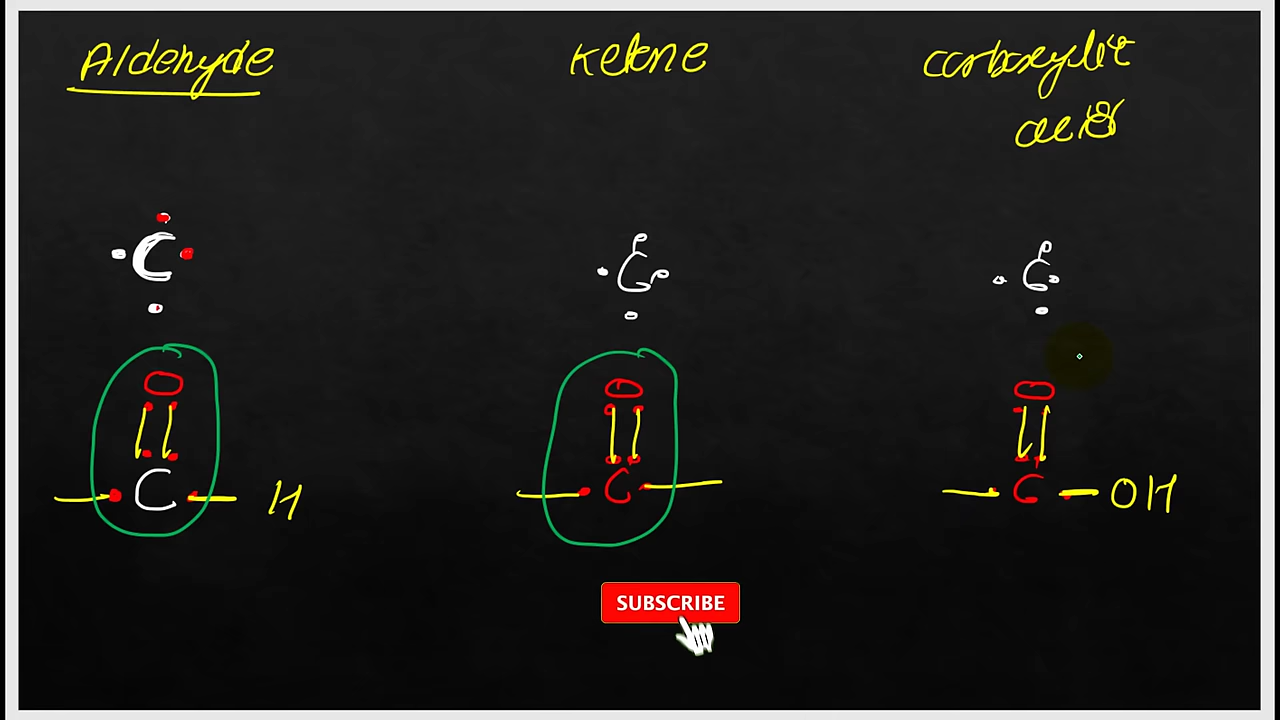 Aldehyde
Ketone
carboxylic
acid
C
C
C
O
O
O
C H
C
C OH
SUBSCRIBE